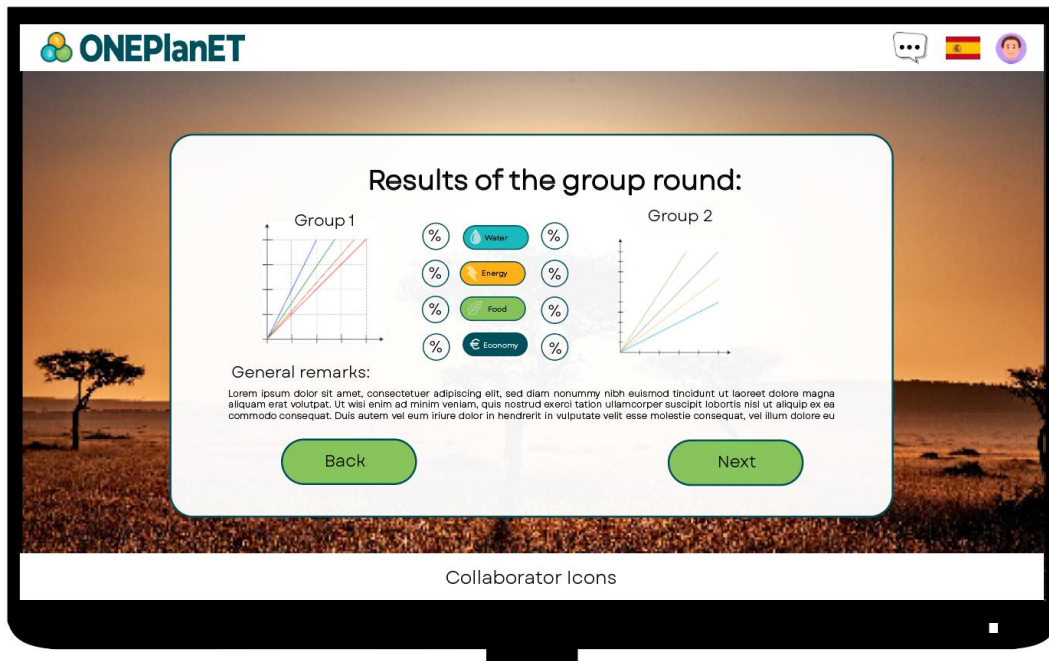 ONEPlanET
Results of the group round:
Group 1
Group 2
% Water %
% Energy %
% Food %
% € Economy %
General remarks:
Lorem ipsum dolor sit amet, consectetuer adipiscing elit, sed diam nonummy nibh euismod tincidunt ut laoreet dolore magna
aliquam erat volutpat. Ut wisi enim ad minim veniam, quis nostrud exerci tation ullamcorper suscipit lobortis nisl ut aliquip ex ea
commodo consequat. Duis autem vel eum iriure dolor in hendrerit in vulputate velit esse molestie consequat, vel illum dolore eu
Back
Next
Collaborator Icons